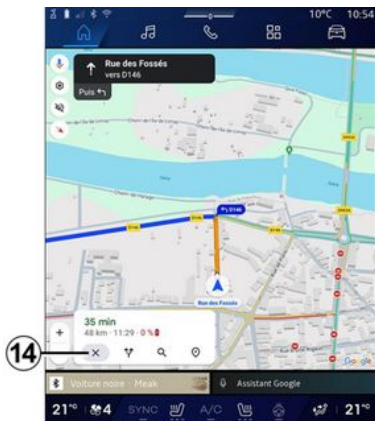 10°C 10:54
Rue des Fossés
vers D146
Puis
D146
Rue des Fossés
35 min
48 km · 11:29 · 0 %
14
Google
Voiture noire · Meak
Assistant Google
21°C 4 SYNC A/C 21°C